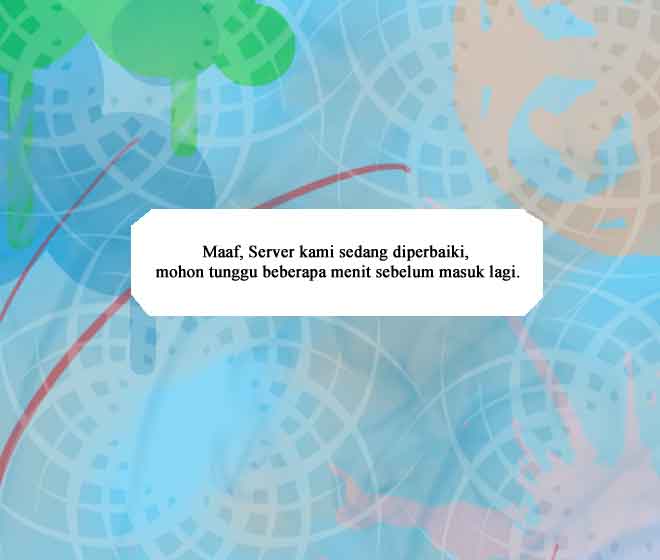 Maaf, Server kami sedang diperbaiki,
mohon tunggu beberapa menit sebelum masuk lagi.